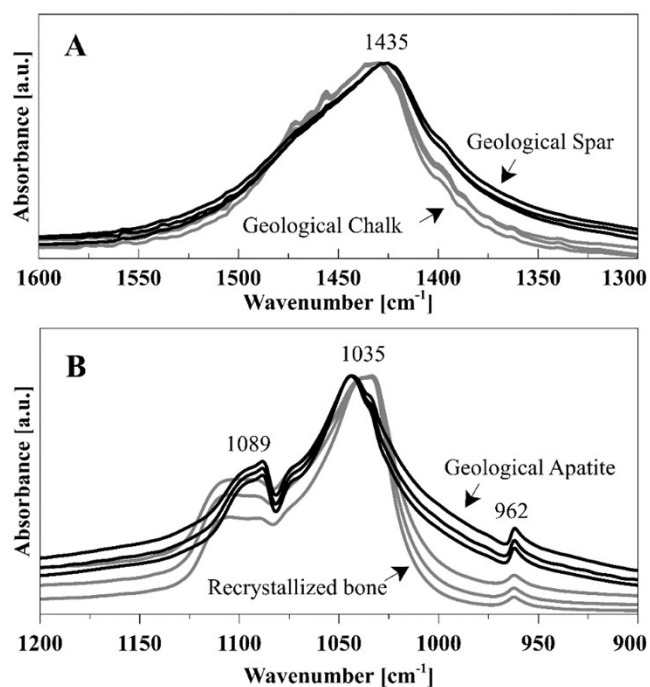 A
1435
Geological Spar
Geological Chalk
Absorbance [a.u.]
1600 1550 1500 1450 1400 1350 1300
Wavenumber [cm⁻¹]
B
1035
1089
Geological Apatite
962
Recrystallized bone
Absorbance [a.u.]
1200 1150 1100 1050 1000 950 900
Wavenumber [cm⁻¹]